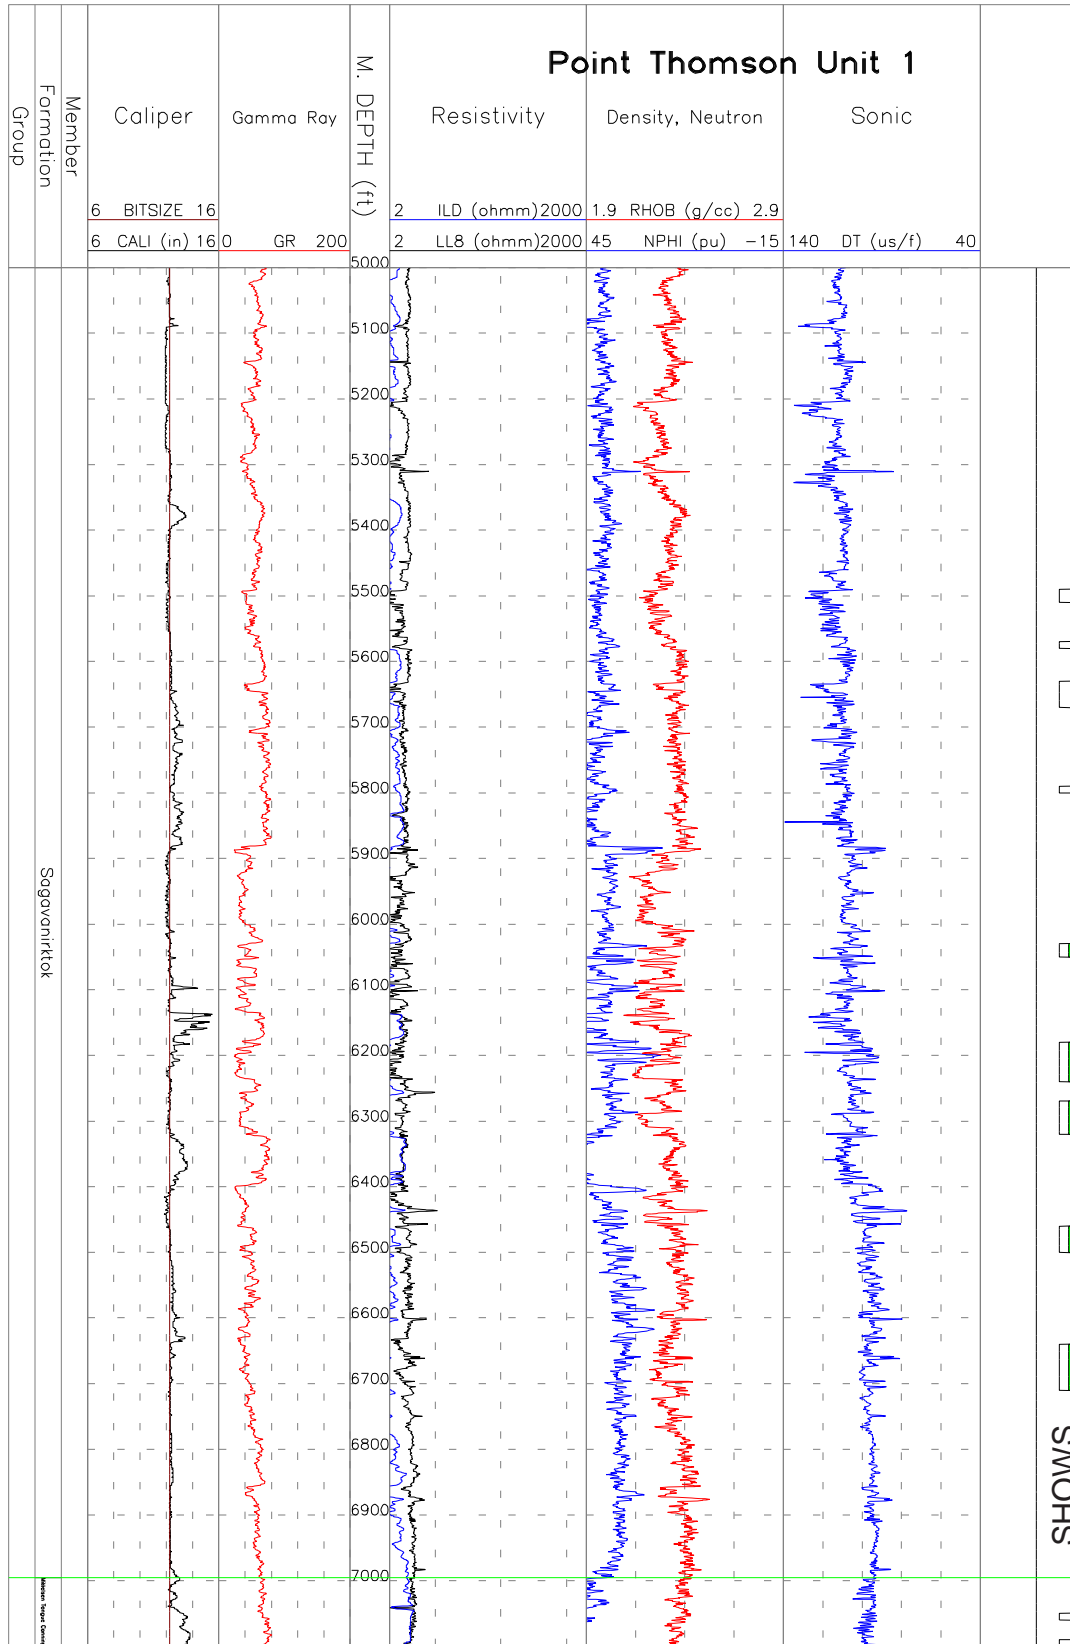 Point Thomson Unit 1
Group
Formation
Member
Caliper
Gamma Ray
M. DEPTH (ft)
Resistivity
Density, Neutron
Sonic
6 BITSIZE 16
2 ILD (ohmm) 2000
1.9 RHOB (g/cc) 2.9
6 CALI (in) 16
0 GR 200
2 LL8 (ohmm) 2000
45 NPHI (pu) -15
140 DT (us/f) 40
5000
5100
5200
5300
5400
5500
5600
5700
5800
5900
Sagavanirktok
6000
6100
6200
6300
6400
6500
6600
6700
6800
SHOWS
6900
7000
Mikkelsen Tongue Canning